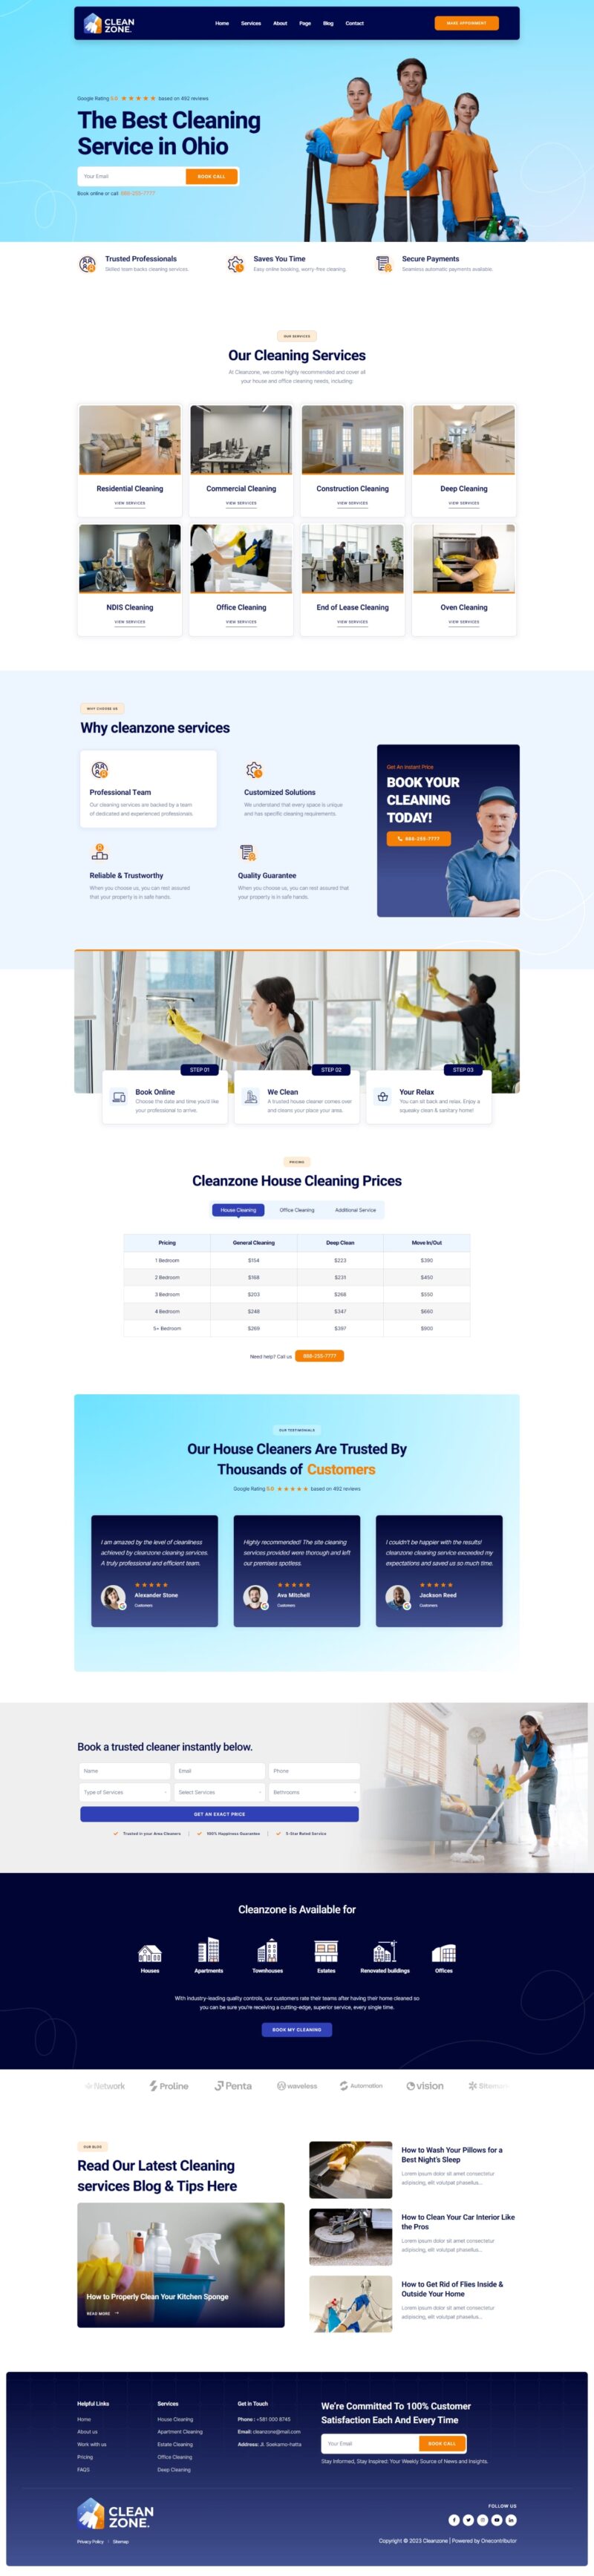 CLEAN
ZONE.
Home Services About Page Blog Contact
MAKE APPOINMENT
Google Rating 5.0 based on 492 reviews
The Best Cleaning
Service in Ohio
Your Email
BOOK CALL
Book online or call 888-255-7777
Trusted Professionals
Skilled team backs cleaning services.
Saves You Time
Easy online booking, worry-free cleaning.
Secure Payments
Seamless automatic payments available.
OUR SERVICES
Our Cleaning Services
At Cleanzone, we come highly recommended and cover all
your house and office cleaning needs, including:
Residential Cleaning
VIEW SERVICES
Commercial Cleaning
VIEW SERVICES
Construction Cleaning
VIEW SERVICES
Deep Cleaning
VIEW SERVICES
NDIS Cleaning
VIEW SERVICES
Office Cleaning
VIEW SERVICES
End of Lease Cleaning
VIEW SERVICES
Oven Cleaning
VIEW SERVICES
WHY CHOOSE US
Why cleanzone services
Professional Team
Our cleaning services are backed by a team
of dedicated and experienced professionals.
Customized Solutions
We understand that every space is unique
and has specific cleaning requirements.
Reliable & Trustworthy
When you choose us, you can rest assured
that your property is in safe hands.
Quality Guarantee
When you choose us, you can rest assured that
your property is in safe hands.
Get An Instant Price
BOOK YOUR
CLEANING
TODAY!
888-255-7777
STEP 01
Book Online
Choose the date and time you'd like
your professional to arrive.
STEP 02
We Clean
A trusted house cleaner comes over
and cleans your place your area.
STEP 03
Your Relax
You can sit back and relax. Enjoy a
squeaky clean & sanitary home!
PRICING
Cleanzone House Cleaning Prices
House Cleaning Office Cleaning Additional Service
Pricing General Cleaning Deep Clean Move In/Out
1 Bedroom $154 $223 $390
2 Bedroom $168 $231 $450
3 Bedroom $203 $268 $550
4 Bedroom $248 $347 $660
5+ Bedroom $269 $397 $900
Need help? Call us 888-255-7777
OUR TESTIMONIALS
Our House Cleaners Are Trusted By
Thousands of Customers
Google Rating 5.0 based on 492 reviews
I am amazed by the level of cleanliness
achieved by cleanzone cleaning services.
A truly professional and efficient team.
Alexander Stone
Customers
Highly recommended! The site cleaning
services provided were thorough and left
our premises spotless.
Ava Mitchell
Customers
I couldn't be happier with the results!
cleanzone cleaning service exceeded my
expectations and saved us so much time.
Jackson Reed
Customers
Book a trusted cleaner instantly below.
Name Email Phone
Type of Services Select Services Bathrooms
GET AN EXACT PRICE
Trusted in your Area Cleaners | 100% Happiness Guarantee | 5-Star Rated Service
Cleanzone is Available for
Houses Apartments Townhouses Estates Renovated buildings Offices
With industry-leading quality controls, our customers rate their teams after having their home cleaned so
you can be sure you're receiving a cutting-edge, superior service, every single time.
BOOK MY CLEANING
Network Proline Penta waveless Automation vision
OUR BLOG
Read Our Latest Cleaning
services Blog & Tips Here
How to Properly Clean Your Kitchen Sponge
READ MORE
How to Wash Your Pillows for a
Best Night's Sleep
Lorem ipsum dolor sit amet consectetur
adipiscing, elit volutpat phasellus...
How to Clean Your Car Interior Like
the Pros
Lorem ipsum dolor sit amet consectetur
adipiscing, elit volutpat phasellus...
How to Get Rid of Flies Inside &
Outside Your Home
Lorem ipsum dolor sit amet consectetur
adipiscing, elit volutpat phasellus...
Helpful Links
Home
About us
Work with us
Pricing
FAQS
Services
House Cleaning
Apartment Cleaning
Estate Cleaning
Office Cleaning
Deep Cleaning
Get in Touch
Phone : +581 000 8745
Email: cleanzone@mail.com
Address: Jl. Soekarno-hatta
We're Committed To 100% Customer
Satisfaction Each And Every Time
Your Email
BOOK CALL
Stay Informed, Stay Inspired: Your Weekly Source of News and Insights.
CLEAN
ZONE.
FOLLOW US
Privacy Policy / Sitemap
Copyright © 2023 Cleanzone | Powered by Onecontributor